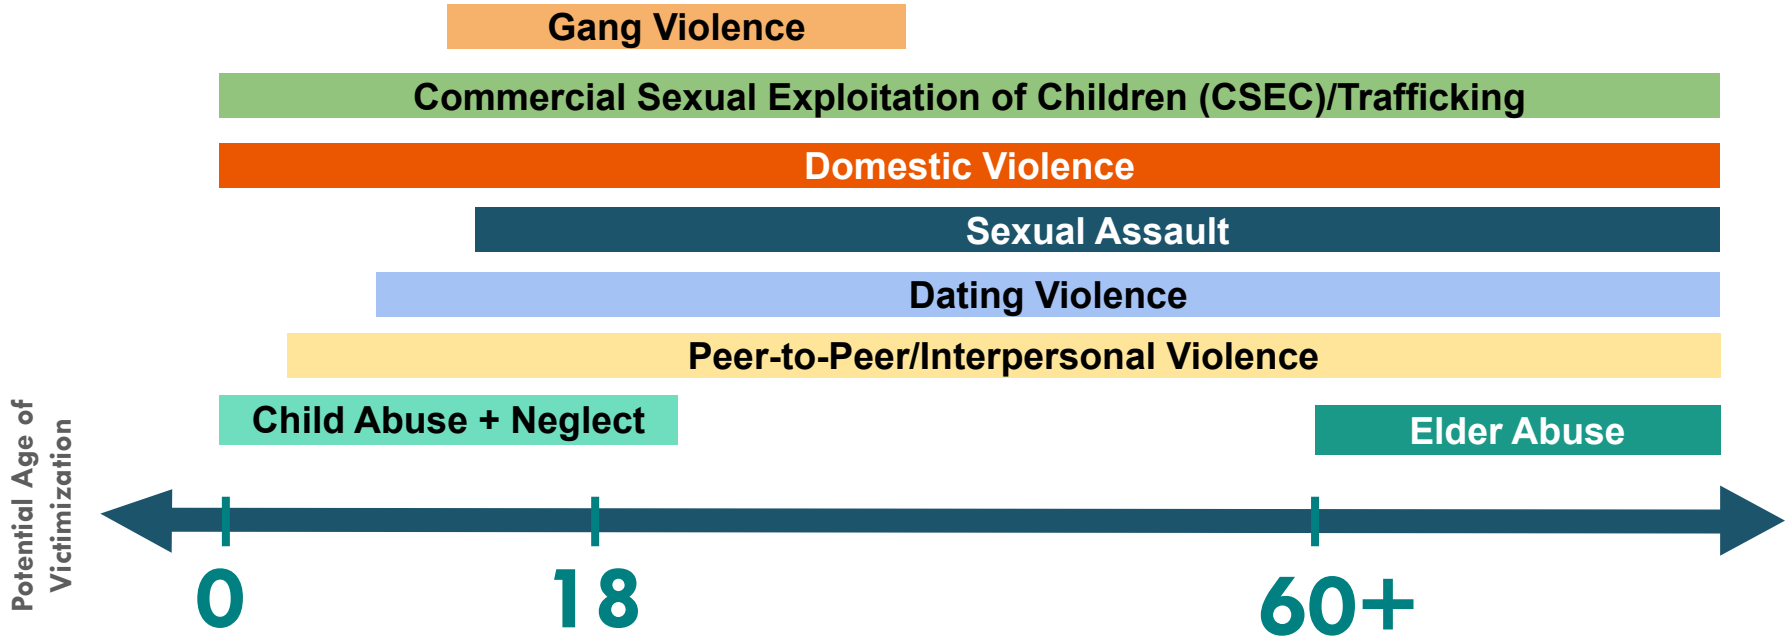 Gang Violence
Commercial Sexual Exploitation of Children (CSEC)/Trafficking
Domestic Violence
Sexual Assault
Dating Violence
Peer-to-Peer/Interpersonal Violence
Child Abuse + Neglect
Elder Abuse
Potential Age of
Victimization
0
18
60+